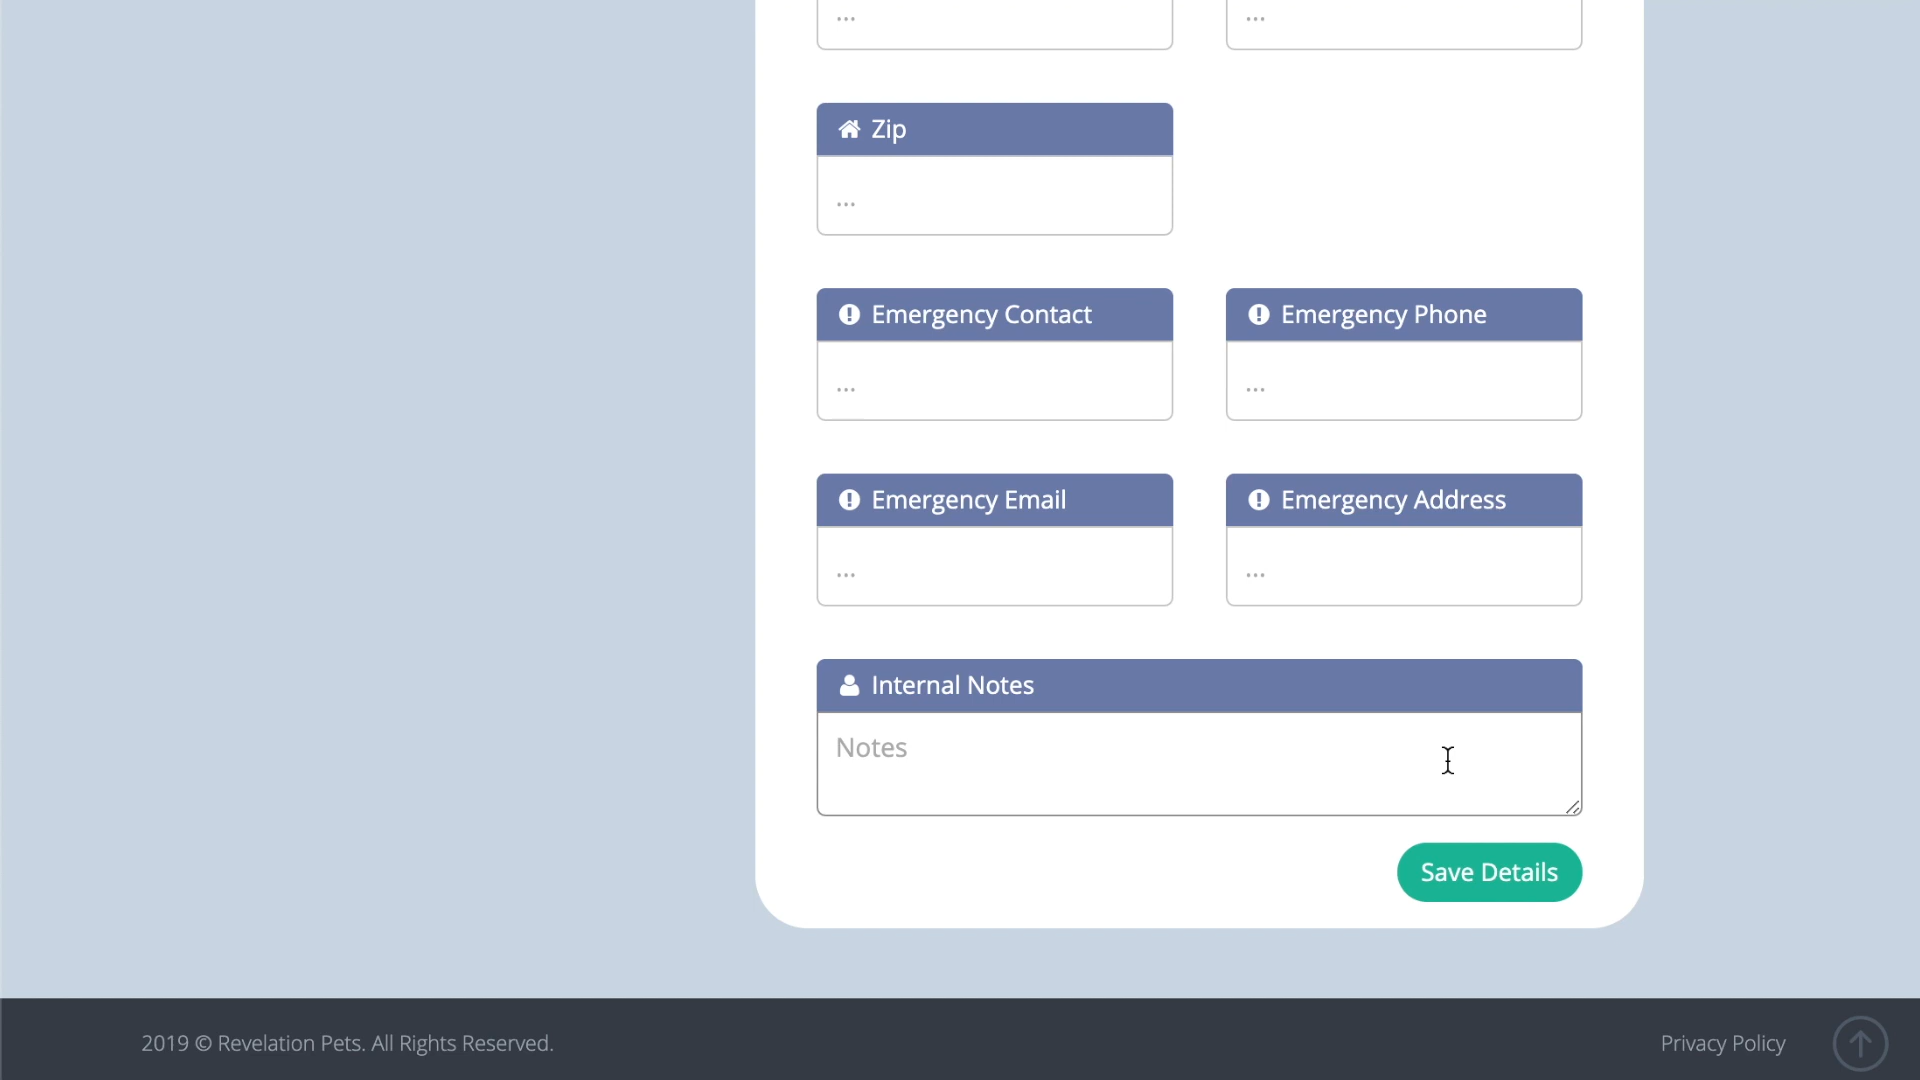 ... ...
Zip
...
Emergency Contact Emergency Phone
... ...
Emergency Email Emergency Address
... ...
Internal Notes
Notes
Save Details
2019 © Revelation Pets. All Rights Reserved. Privacy Policy